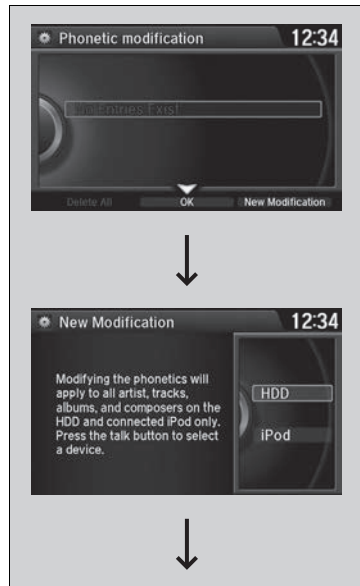 Phonetic modification 12:34
No Entries Exist
Delete All OK New Modification
New Modification 12:34
Modifying the phonetics will
apply to all artist, tracks,
albums, and composers on the
HDD and connected iPod only.
Press the talk button to select
a device.
HDD
iPod